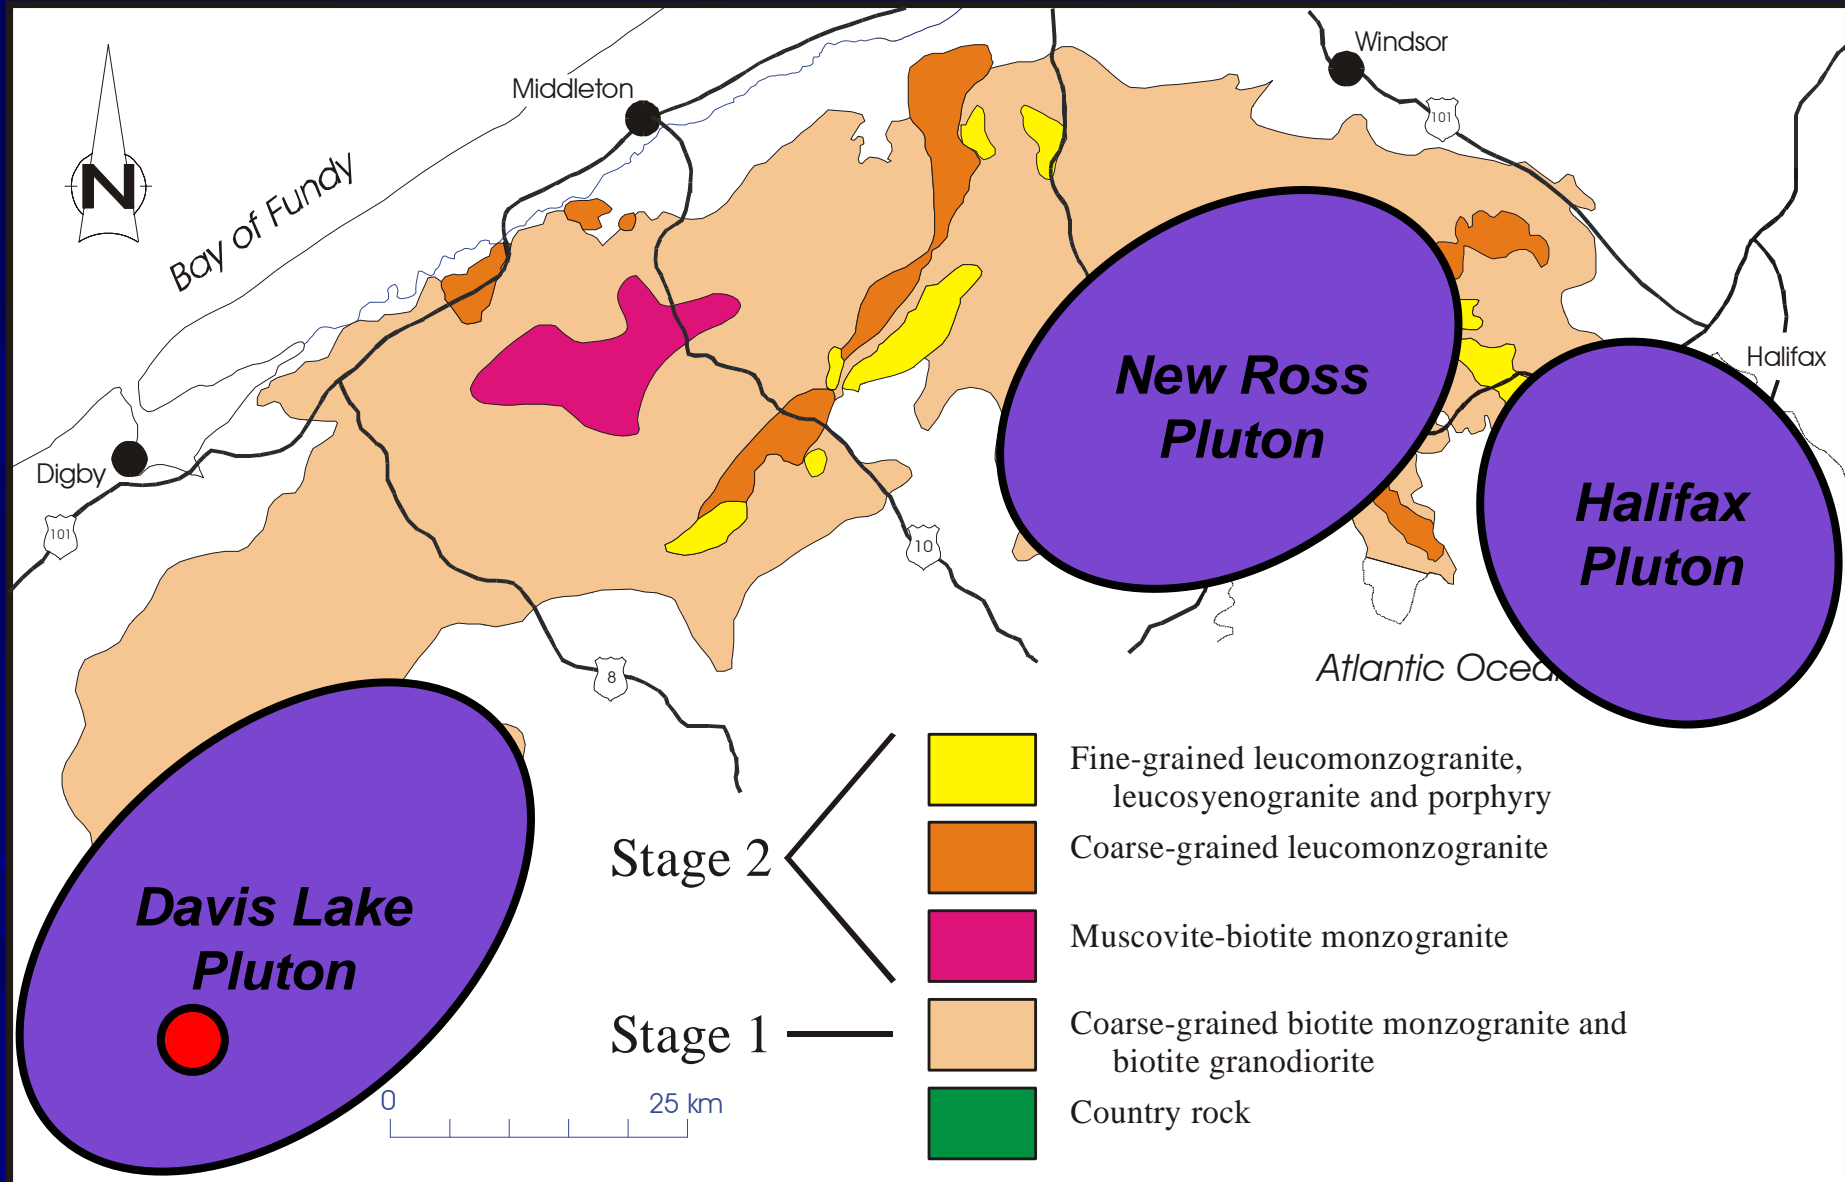 Windsor
Middleton
101
N
Bay of Fundy
Halifax
New Ross
Pluton
Digby
101
10
Halifax
Pluton
Atlantic Ocea
8
Fine-grained leucomonzogranite,
leucosyenogranite and porphyry
Stage 2
Coarse-grained leucomonzogranite
Davis Lake
Pluton
Muscovite-biotite monzogranite
Stage 1
Coarse-grained biotite monzogranite and
biotite granodiorite
0
25 km
Country rock